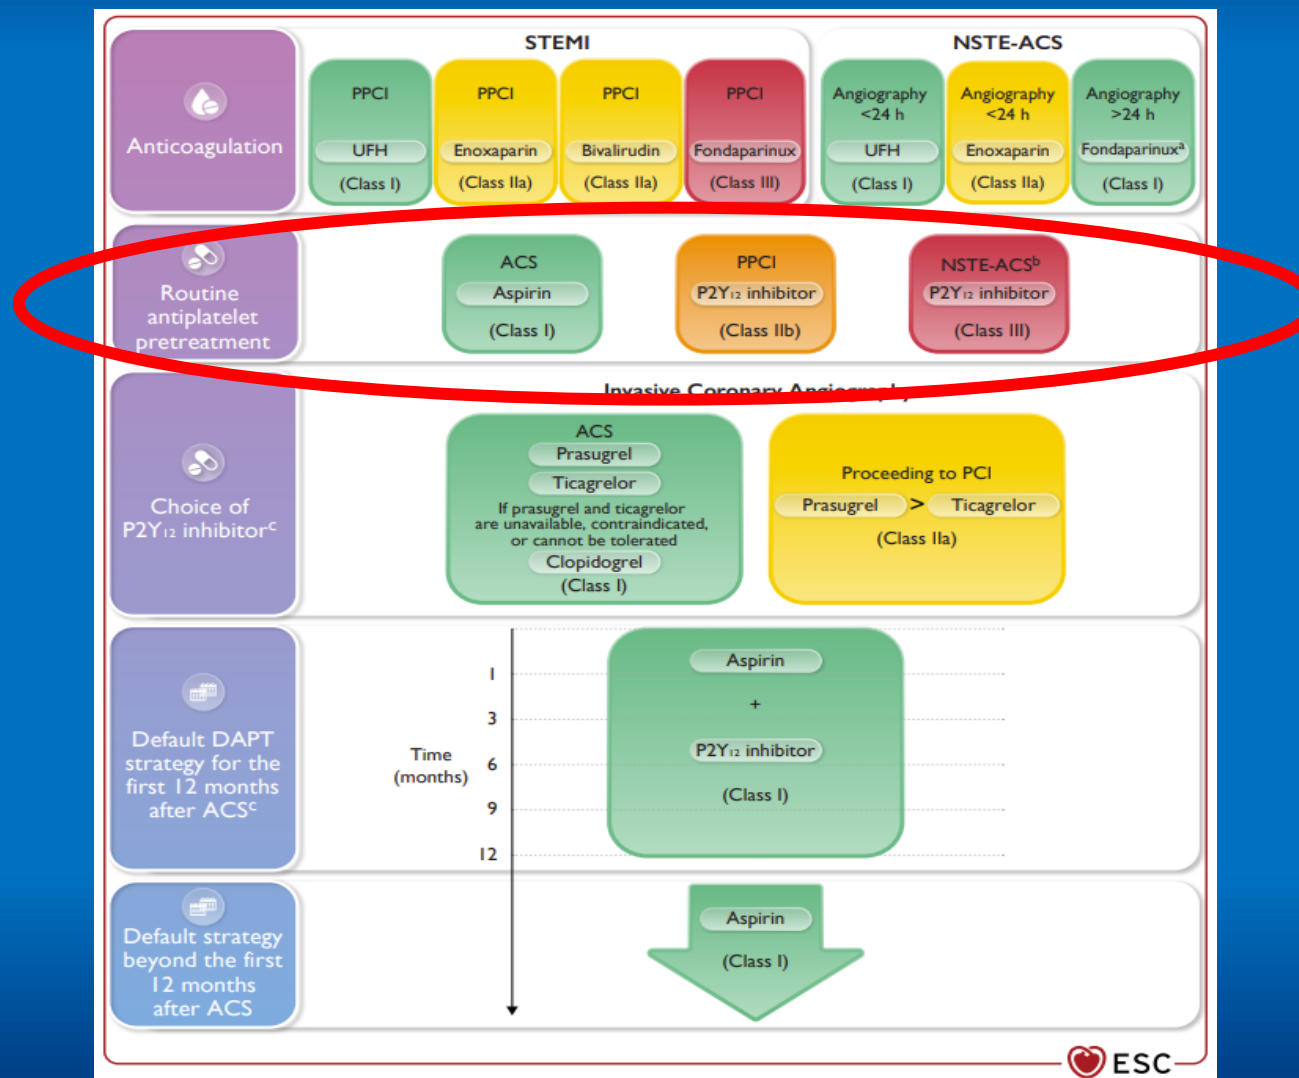 STEMI
NSTE-ACS
Anticoagulation
PPCI
UFH
(Class I)
PPCI
Enoxaparin
(Class IIa)
PPCI
Bivalirudin
(Class IIa)
PPCI
Fondaparinux
(Class III)
Angiography
<24 h
UFH
(Class I)
Angiography
<24 h
Enoxaparin
(Class IIa)
Angiography
>24 h
Fondaparinuxᵃ
(Class I)
Routine
antiplatelet
pretreatment
ACS
Aspirin
(Class I)
PPCI
P2Y₁₂ inhibitor
(Class IIb)
NSTE-ACSᵇ
P2Y₁₂ inhibitor
(Class III)
Invasive Coronary Angiography
Choice of
P2Y₁₂ inhibitorᶜ
ACS
Prasugrel
Ticagrelor
If prasugrel and ticagrelor
are unavailable, contraindicated,
or cannot be tolerated
Clopidogrel
(Class I)
Proceeding to PCI
Prasugrel > Ticagrelor
(Class IIa)
Default DAPT
strategy for the
first 12 months
after ACSᶜ
Time
(months)
1
3
6
9
12
Aspirin
+
P2Y₁₂ inhibitor
(Class I)
Default strategy
beyond the first
12 months
after ACS
Aspirin
(Class I)
ESC